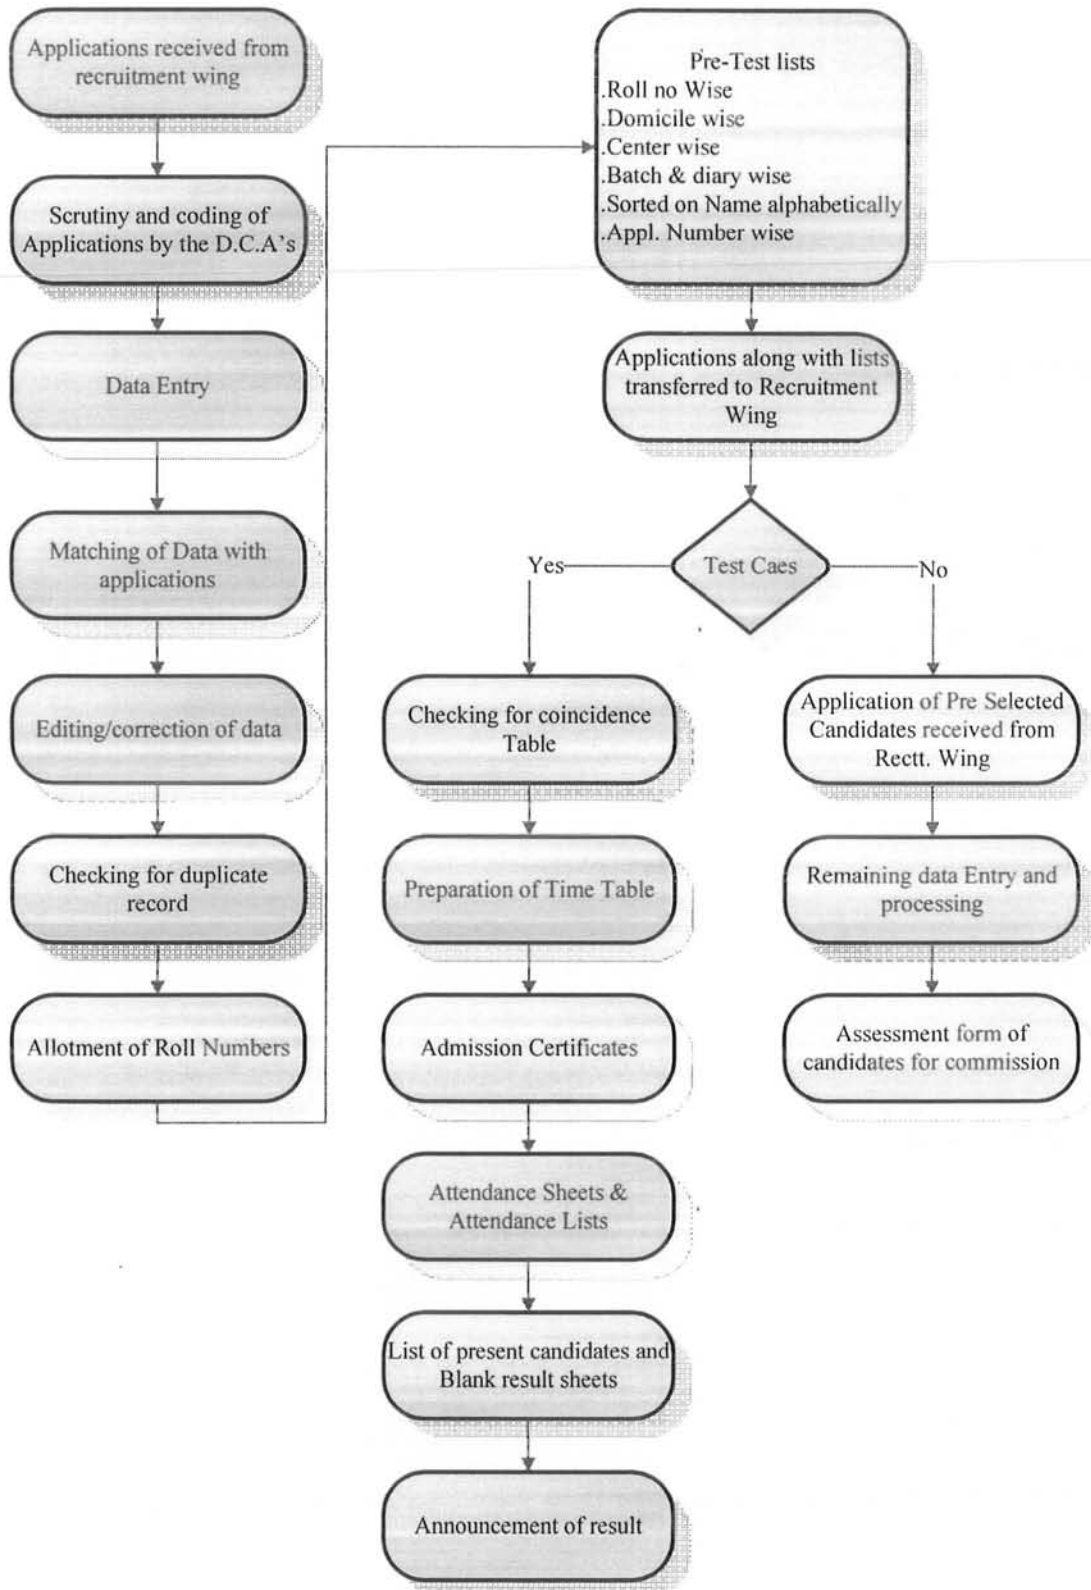 Applications received from
recruitment wing
Scrutiny and coding of
Applications by the D.C.A's
Data Entry
Matching of Data with
applications
Editing/correction of data
Checking for duplicate
record
Allotment of Roll Numbers
Pre-Test lists
.Roll no Wise
.Domicile wise
.Center wise
.Batch & diary wise
.Sorted on Name alphabetically
.Appl. Number wise
Applications along with lists
transferred to Recruitment
Wing
Test Caes
Yes
No
Checking for coincidence
Table
Preparation of Time Table
Admission Certificates
Attendance Sheets &
Attendance Lists
List of present candidates and
Blank result sheets
Announcement of result
Application of Pre Selected
Candidates received from
Rectt. Wing
Remaining data Entry and
processing
Assessment form of
candidates for commission